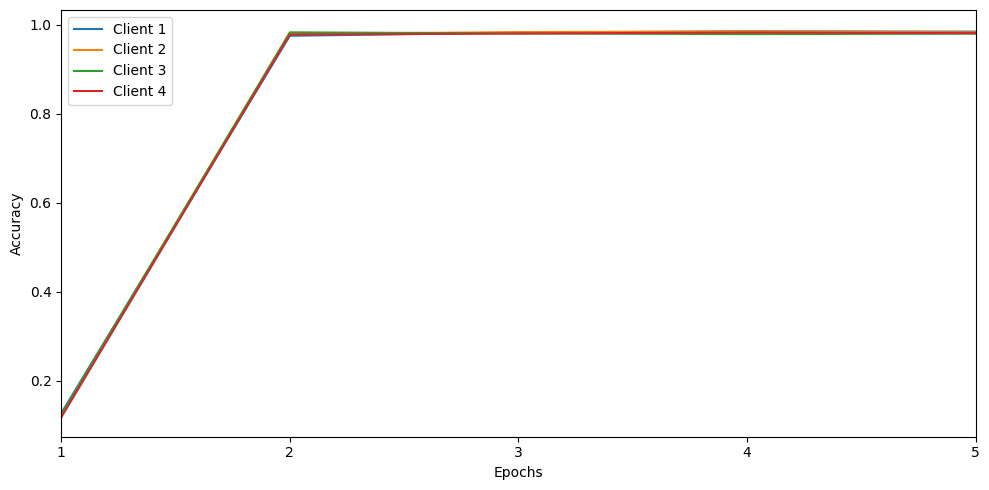 1.0
0.8
0.6
0.4
0.2
Accuracy
Client 1
Client 2
Client 3
Client 4
1 2 3 4 5
Epochs